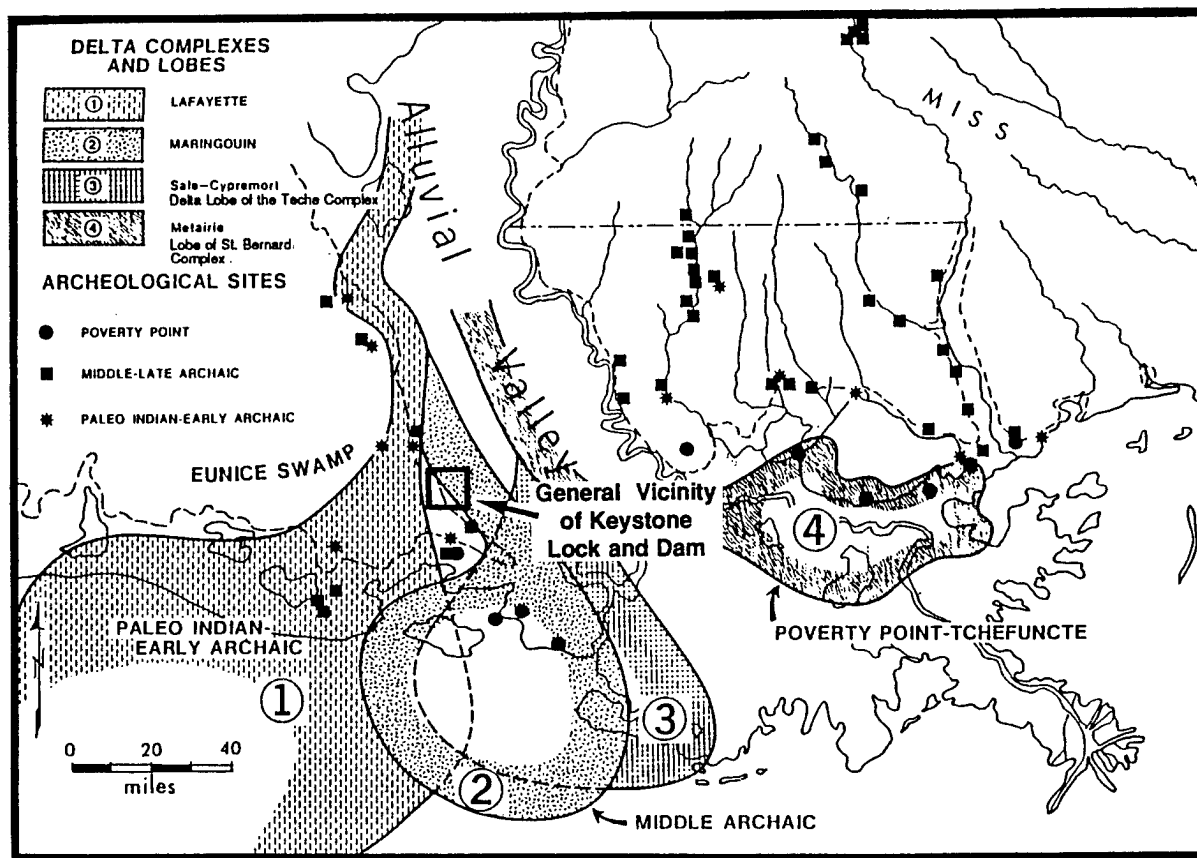 DELTA COMPLEXES
AND LOBES
① LAFAYETTE
② MARINGOUIN
③ Sale-Cypremort
Delta Lobe of the Teche Complex
④ Metairie
Lobe of St. Bernard
Complex.
ARCHEOLOGICAL SITES
POVERTY POINT
MIDDLE-LATE ARCHAIC
PALEO INDIAN-EARLY ARCHAIC
Alluvial
Valley
MISS
EUNICE SWAMP
General Vicinity
of Keystone
Lock and Dam
④
POVERTY POINT-TCHEFUNCTE
PALEO INDIAN-
EARLY ARCHAIC
①
③
②
MIDDLE ARCHAIC
0 20 40
miles